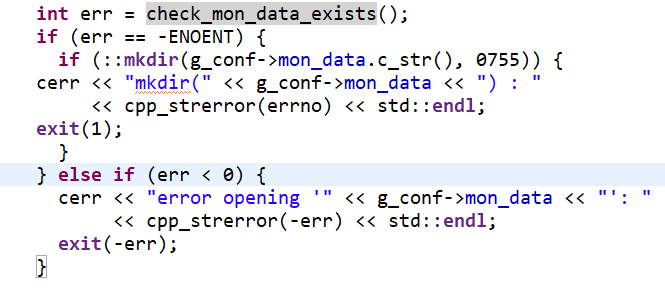 int err = check_mon_data_exists();
if (err == -ENOENT) {
  if (::mkdir(g_conf->mon_data.c_str(), 0755)) {
cerr << "mkdir(" << g_conf->mon_data << ") : "
     << cpp_strerror(errno) << std::endl;
exit(1);
  }
} else if (err < 0) {
  cerr << "error opening '" << g_conf->mon_data << "': "
       << cpp_strerror(-err) << std::endl;
  exit(-err);
}